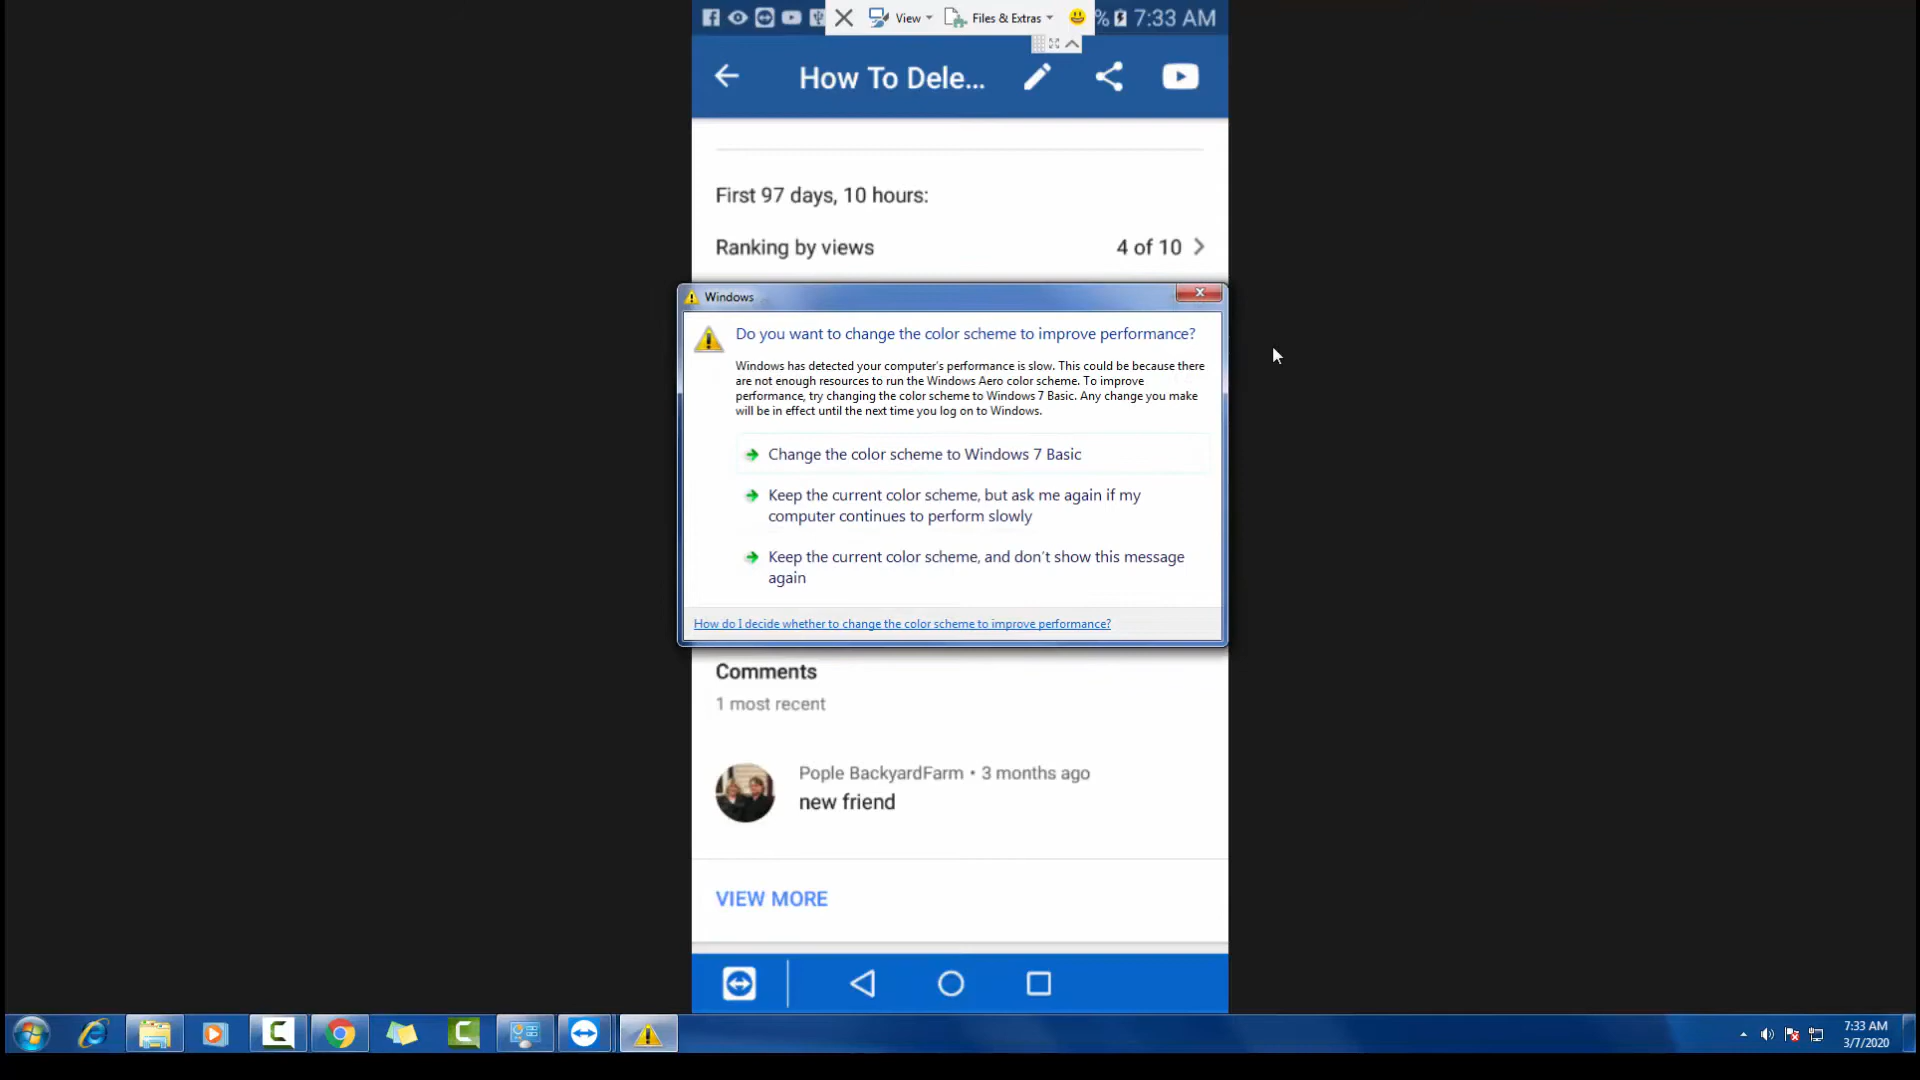 View
Files & Extras
% 7:33 AM
How To Dele...
First 97 days, 10 hours:
Ranking by views
4 of 10
Windows
Do you want to change the color scheme to improve performance?
Windows has detected your computer's performance is slow. This could be because there
are not enough resources to run the Windows Aero color scheme. To improve
performance, try changing the color scheme to Windows 7 Basic. Any change you make
will be in effect until the next time you log on to Windows.
Change the color scheme to Windows 7 Basic
Keep the current color scheme, but ask me again if my
computer continues to perform slowly
Keep the current color scheme, and don't show this message
again
How do I decide whether to change the color scheme to improve performance?
Comments
1 most recent
Pople BackyardFarm • 3 months ago
new friend
VIEW MORE
7:33 AM
3/7/2020